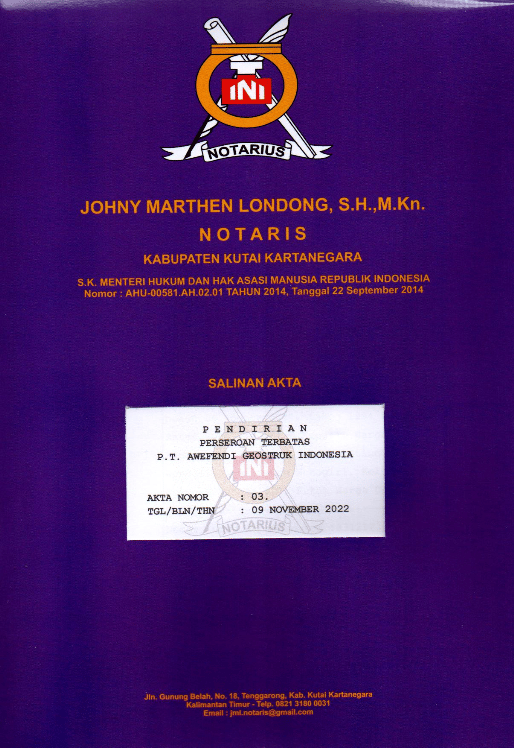 INI
NOTARIUS
JOHNY MARTHEN LONDONG, S.H.,M.Kn.
NOTARIS
KABUPATEN KUTAI KARTANEGARA
S.K. MENTERI HUKUM DAN HAK ASASI MANUSIA REPUBLIK INDONESIA
Nomor : AHU-00581.AH.02.01 TAHUN 2014, Tanggal 22 September 2014
SALINAN AKTA
PENDIRIAN
PERSEROAN TERBATAS
P.T. AWEFENDI GEOSTRUK INDONESIA
INI
AKTA NOMOR : 03.
TGL/BLN/THN : 09 NOVEMBER 2022
NOTARIUS
Jln. Gunung Belah, No. 18, Tenggarong, Kab. Kutai Kartanegara
Kalimantan Timur - Telp. 0821 3180 0031
Email : jml.notaris@gmail.com